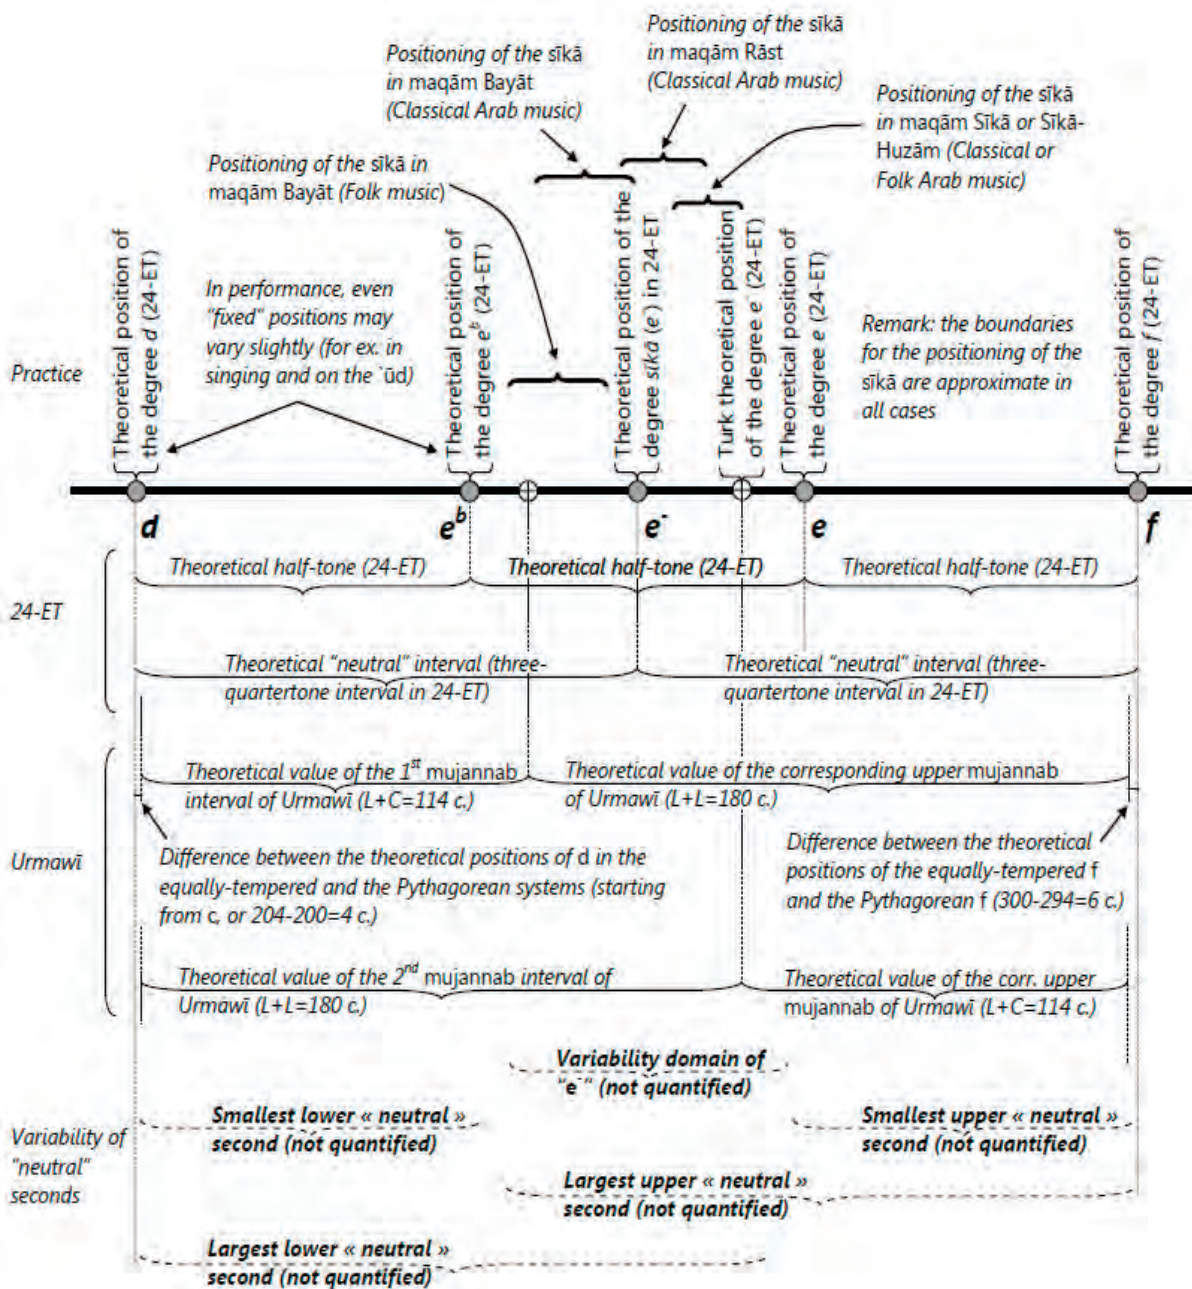 Positioning of the sīkā
in maqām Rāst
(Classical Arab music)
Positioning of the sīkā
in maqām Bayāt
(Classical Arab music)
Positioning of the sīkā
in maqām Sīkā or Sīkā-
Huzām (Classical or
Folk Arab music)
Positioning of the sīkā in
maqām Bayāt (Folk music)
Practice
In performance, even
"fixed" positions may
vary slightly (for ex. in
singing and on the `ūd)
Remark: the boundaries
for the positioning of the
sīkā are approximate in
all cases
Theoretical position of
the degree d (24-ET)
Theoretical position of
the degree eᵇ (24-ET)
Theoretical position of the
degree sīkā (e⁻) in 24-ET
Turk theoretical position
of the degree e⁻ (24-ET)
Theoretical position of
the degree e (24-ET)
Theoretical position of
the degree f (24-ET)
d eᵇ e⁻ e f
24-ET
Theoretical half-tone (24-ET) Theoretical half-tone (24-ET) Theoretical half-tone (24-ET)
Theoretical "neutral" interval (three-
quartertone interval in 24-ET)
Theoretical "neutral" interval (three-
quartertone interval in 24-ET)
Urmawī
Theoretical value of the 1ˢᵗ mujannab
interval of Urmawī (L+C=114 c.)
Theoretical value of the corresponding upper mujannab
of Urmawī (L+L=180 c.)
Difference between the theoretical positions of d in the
equally-tempered and the Pythagorean systems (starting
from c, or 204-200=4 c.)
Difference between the theoretical
positions of the equally-tempered f
and the Pythagorean f (300-294=6 c.)
Theoretical value of the 2ⁿᵈ mujannab interval of
Urmawī (L+L=180 c.)
Theoretical value of the corr. upper
mujannab of Urmawī (L+C=114 c.)
Variability of
"neutral"
seconds
Variability domain of
"e⁻" (not quantified)
Smallest lower « neutral »
second (not quantified)
Smallest upper « neutral »
second (not quantified)
Largest upper « neutral »
second (not quantified)
Largest lower « neutral »
second (not quantified)